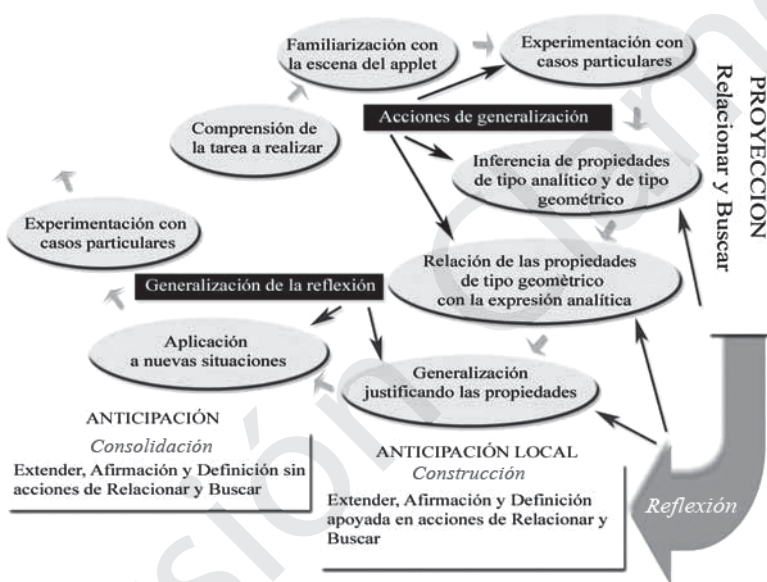 Familiarización con
la escena del applet
Experimentación con
casos particulares
PROYECCION
Relacionar y Buscar
Acciones de generalización
Comprensión de
la tarea a realizar
Inferencia de propiedades
de tipo analítico y de tipo
geométrico
Experimentación con
casos particulares
Relación de las propiedades
de tipo geomètrico
con la expresión analítica
Generalización de la reflexión
Aplicación
a nuevas situaciones
Generalización
justificando las propiedades
ANTICIPACIÓN
Consolidación
Extender, Afirmación y Definición sin
acciones de Relacionar y Buscar
ANTICIPACIÓN LOCAL
Construcción
Extender, Afirmación y Definición
apoyada en acciones de Relacionar y
Buscar
Reflexión